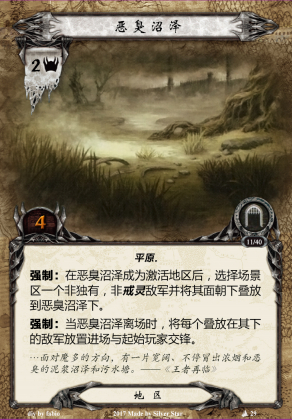 恶臭沼泽
2
4
11/40
平原.
强制：在恶臭沼泽成为激活地区后，选择场景
区一个非独有，非戒灵敌军并将其面朝下叠放
到恶臭沼泽下。
强制：当恶臭沼泽离场时，将每个叠放在其下
的敌军放置进场与起始玩家交锋。
…面对魔多的方向，有一片宽阔、不停冒出浓烟和恶
臭的泥浆沼泽和污水塘。——《王者再临》
地区
diy by fabio
2017 Made by Silver Star
29